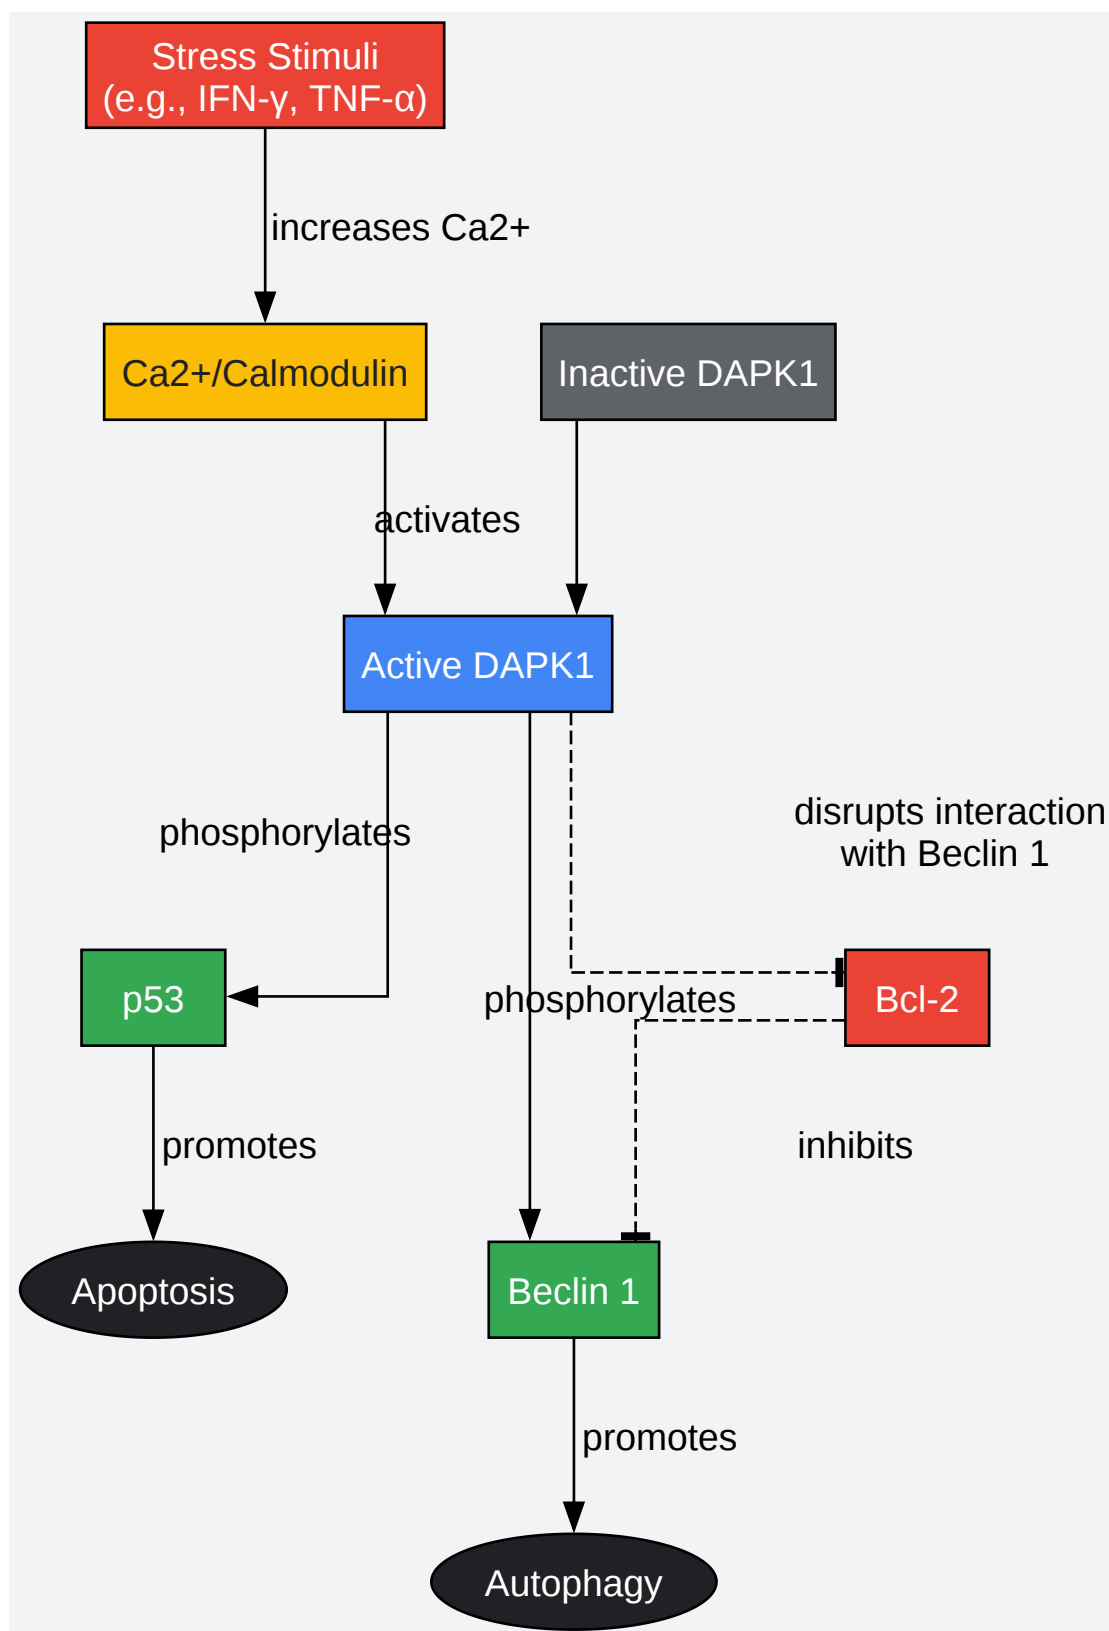 Stress Stimuli
(e.g., IFN-γ, TNF-α)
increases Ca2+
Ca2+/Calmodulin
Inactive DAPK1
activates
Active DAPK1
phosphorylates
disrupts interaction
with Beclin 1
p53
phosphorylates
Bcl-2
promotes
inhibits
Apoptosis
Beclin 1
promotes
Autophagy